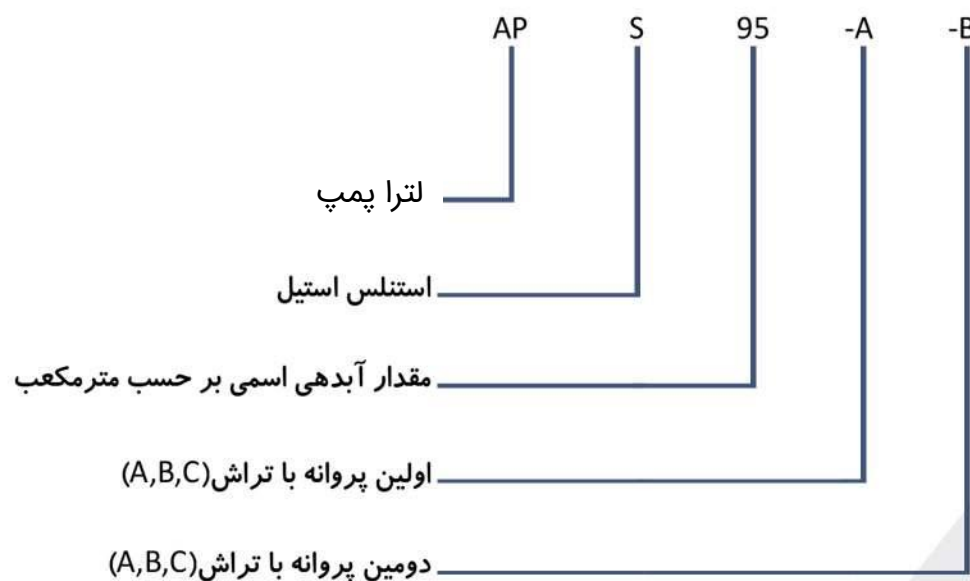 AP S 95 -A -B
لترا پمپ
استنلس استیل
مقدار آبدهی اسمی بر حسب مترمکعب
اولین پروانه با تراش(A,B,C)
دومین پروانه با تراش(A,B,C)